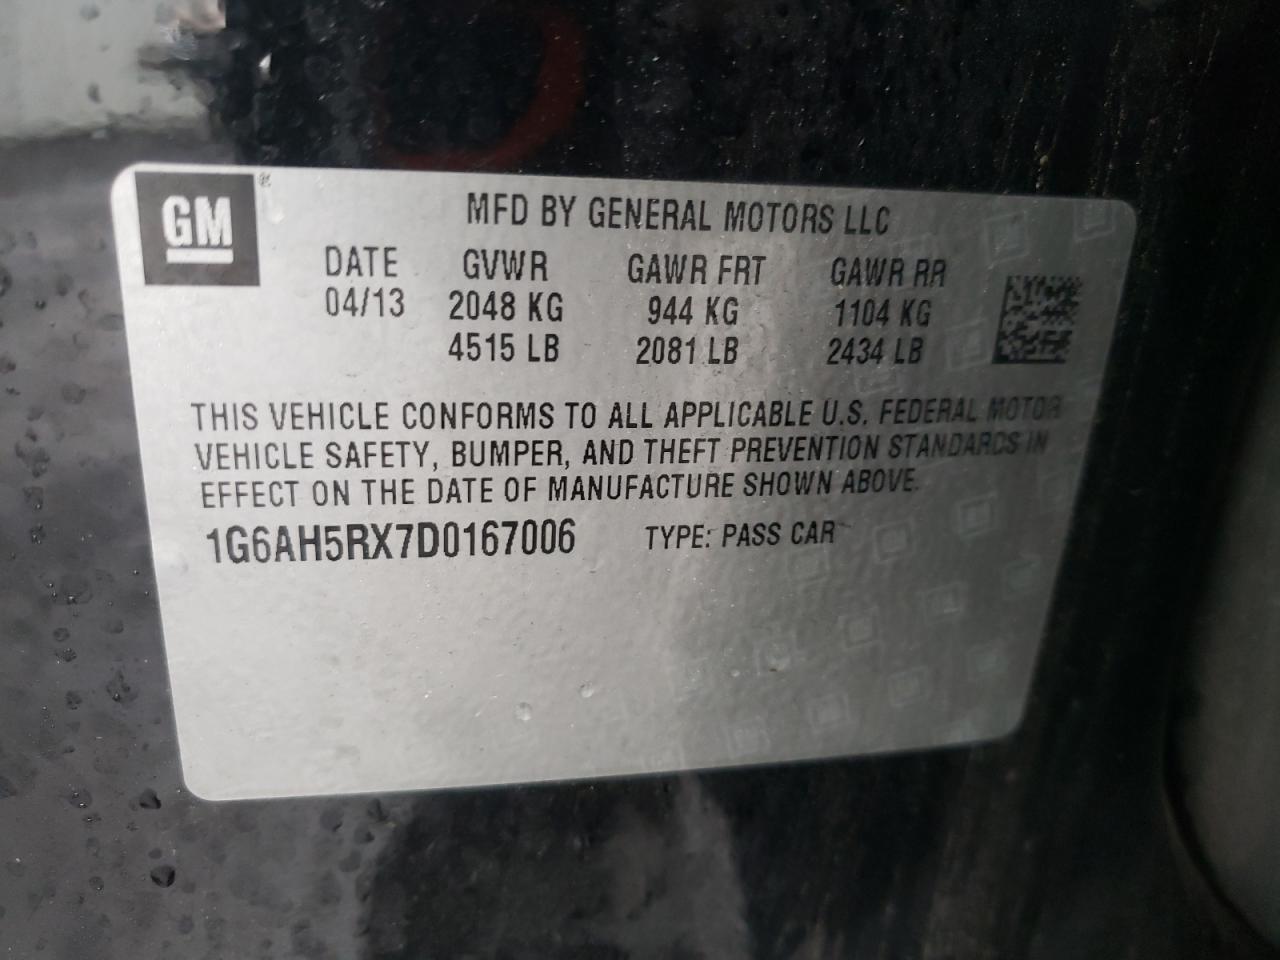 GM ®
MFD BY GENERAL MOTORS LLC
DATE GVWR GAWR FRT GAWR RR
04/13 2048 KG 944 KG 1104 KG
4515 LB 2081 LB 2434 LB
THIS VEHICLE CONFORMS TO ALL APPLICABLE U.S. FEDERAL MOTOR
VEHICLE SAFETY, BUMPER, AND THEFT PREVENTION STANDARDS IN
EFFECT ON THE DATE OF MANUFACTURE SHOWN ABOVE.
1G6AH5RX7D0167006 TYPE: PASS CAR